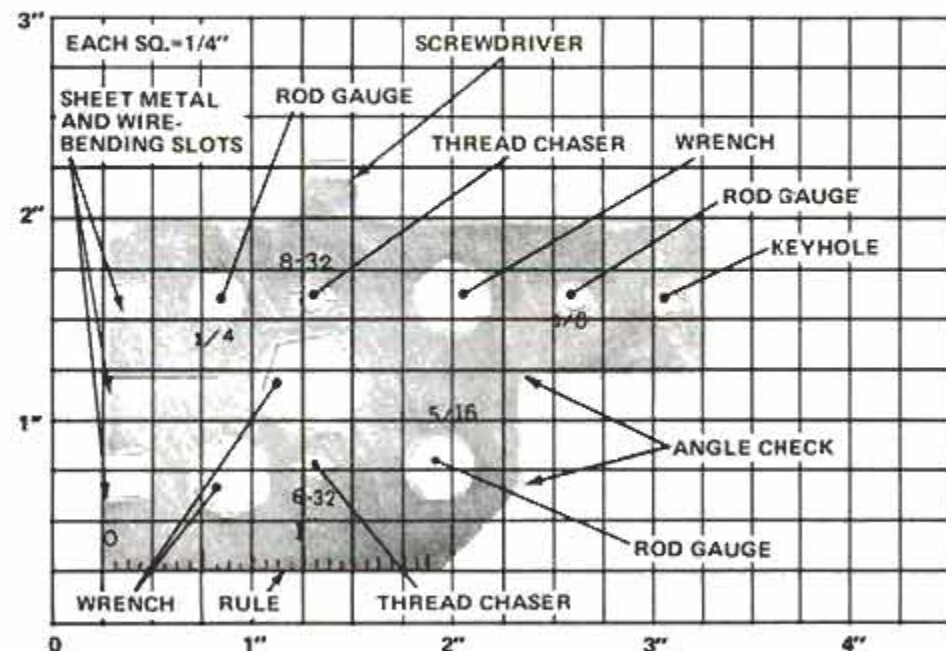 3"
EACH SQ.=1/4"
SCREWDRIVER
SHEET METAL
AND WIRE-
BENDING SLOTS
ROD GAUGE
THREAD CHASER
WRENCH
2"
ROD GAUGE
8-32
KEYHOLE
1/4
1"
5/16
ANGLE CHECK
6-32
0
1
ROD GAUGE
WRENCH
RULE
THREAD CHASER
0
1"
2"
3"
4"